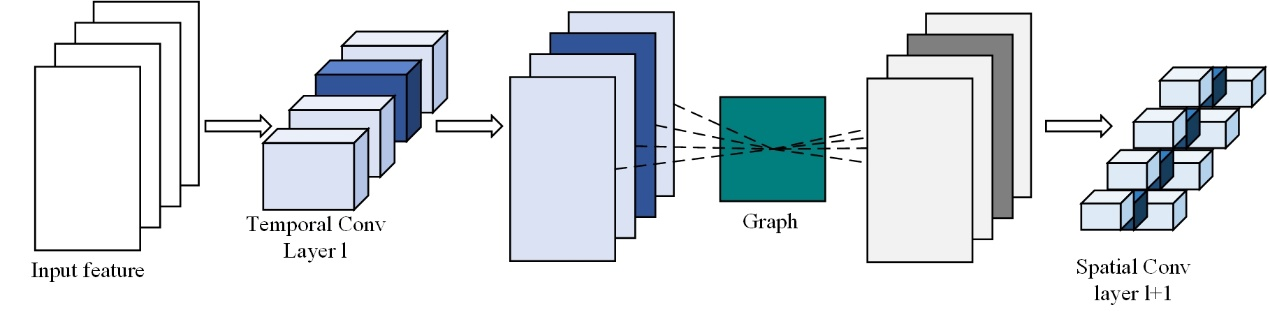 Input feature
Temporal Conv
Layer l
Graph
Spatial Conv
layer l+1